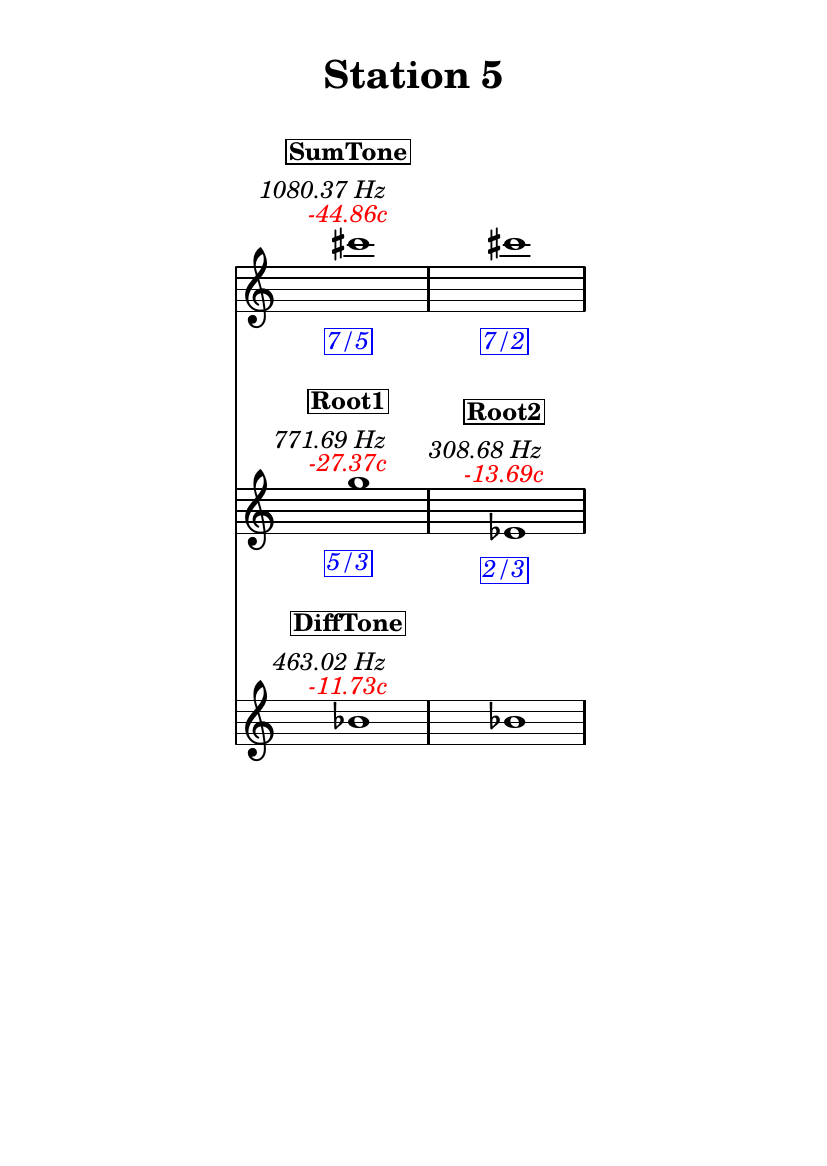 Station 5
SumTone
1080.37 Hz
-44.86c
7/5 7/2
Root1 Root2
771.69 Hz 308.68 Hz
-27.37c -13.69c
5/3 2/3
DiffTone
463.02 Hz
-11.73c